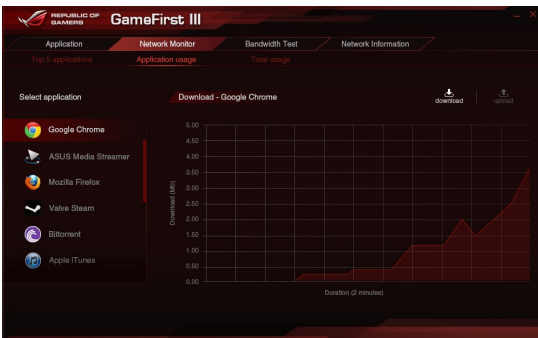 REPUBLIC OF
GAMERS
GameFirst III
Application
Network Monitor
Bandwidth Test
Network Information
Top 5 applications
Application usage
Total usage
Select application
Download - Google Chrome
download
upload
Google Chrome
ASUS Media Streamer
Mozilla Firefox
Valve Steam
Bittorrent
Apple iTunes
Download (Mb)
5.00
4.50
4.00
3.50
3.00
2.50
2.00
1.50
1.00
0.50
0.00
Duration (2 minutes)